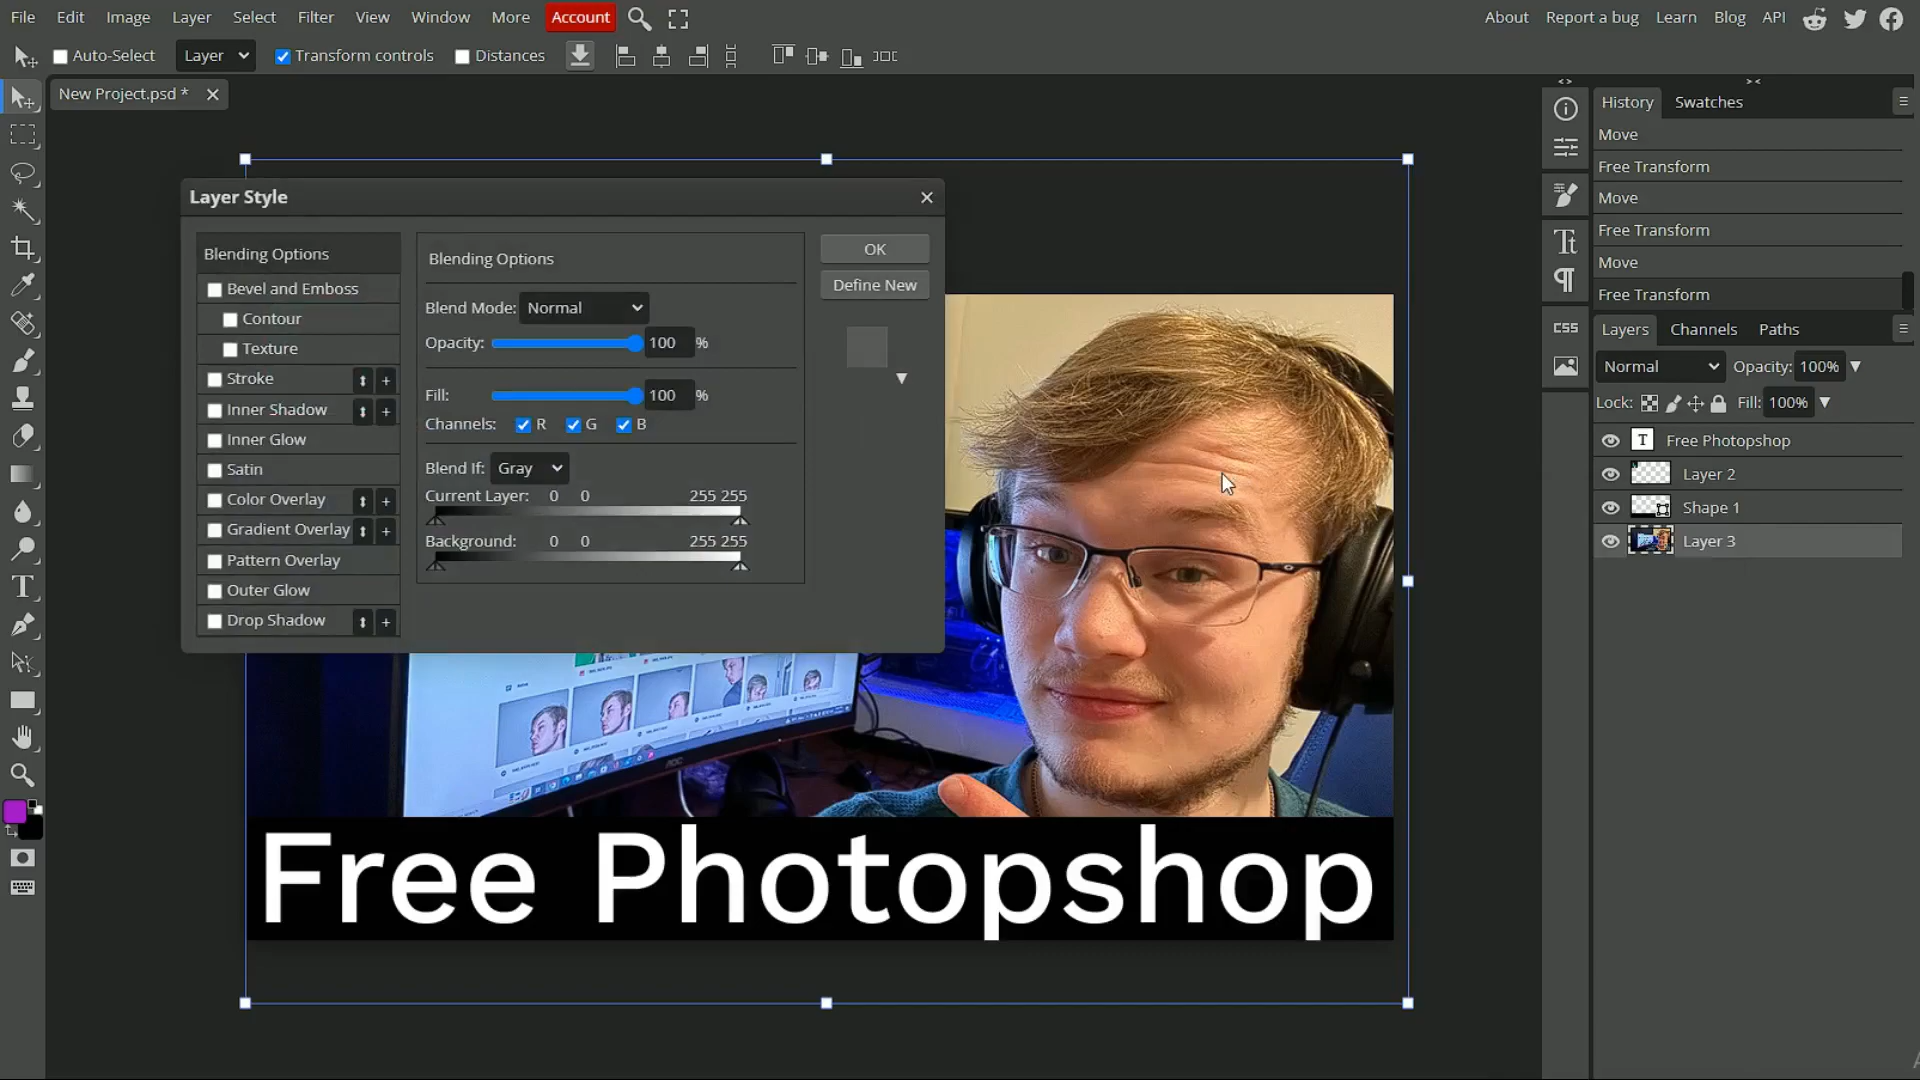 File Edit Image Layer Select Filter View Window More Account
About Report a bug Learn Blog API
Auto-Select Layer Transform controls Distances
New Project.psd *
Layer Style
Blending Options
Bevel and Emboss
Contour
Texture
Stroke
Inner Shadow
Inner Glow
Satin
Color Overlay
Gradient Overlay
Pattern Overlay
Outer Glow
Drop Shadow
Blending Options
Blend Mode: Normal
Opacity: 100 %
Fill: 100 %
Channels: R G B
Blend If: Gray
Current Layer: 0 0 255 255
Background: 0 0 255 255
OK
Define New
AOC
Free Photopshop
Tt
CSS
History Swatches
Move
Free Transform
Move
Free Transform
Move
Free Transform
Layers Channels Paths
Normal Opacity: 100%
Lock: Fill: 100%
T Free Photopshop
Layer 2
Shape 1
Layer 3